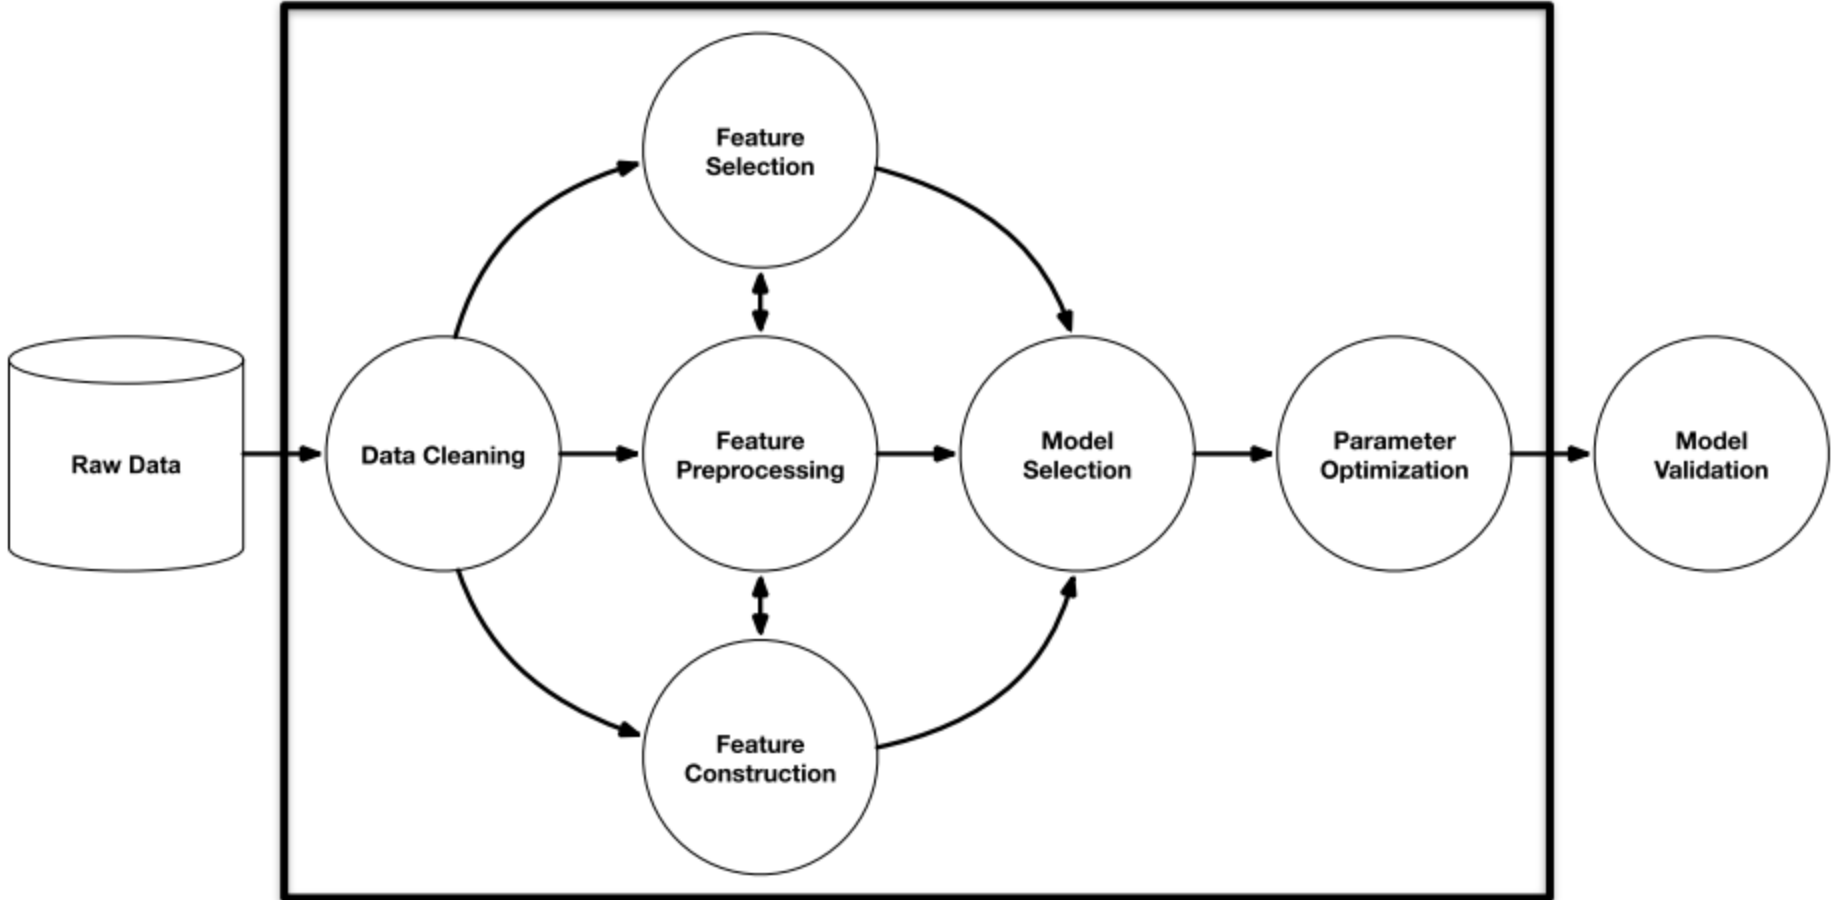 Feature
Selection
Raw Data
Data Cleaning
Feature
Preprocessing
Model
Selection
Parameter
Optimization
Model
Validation
Feature
Construction